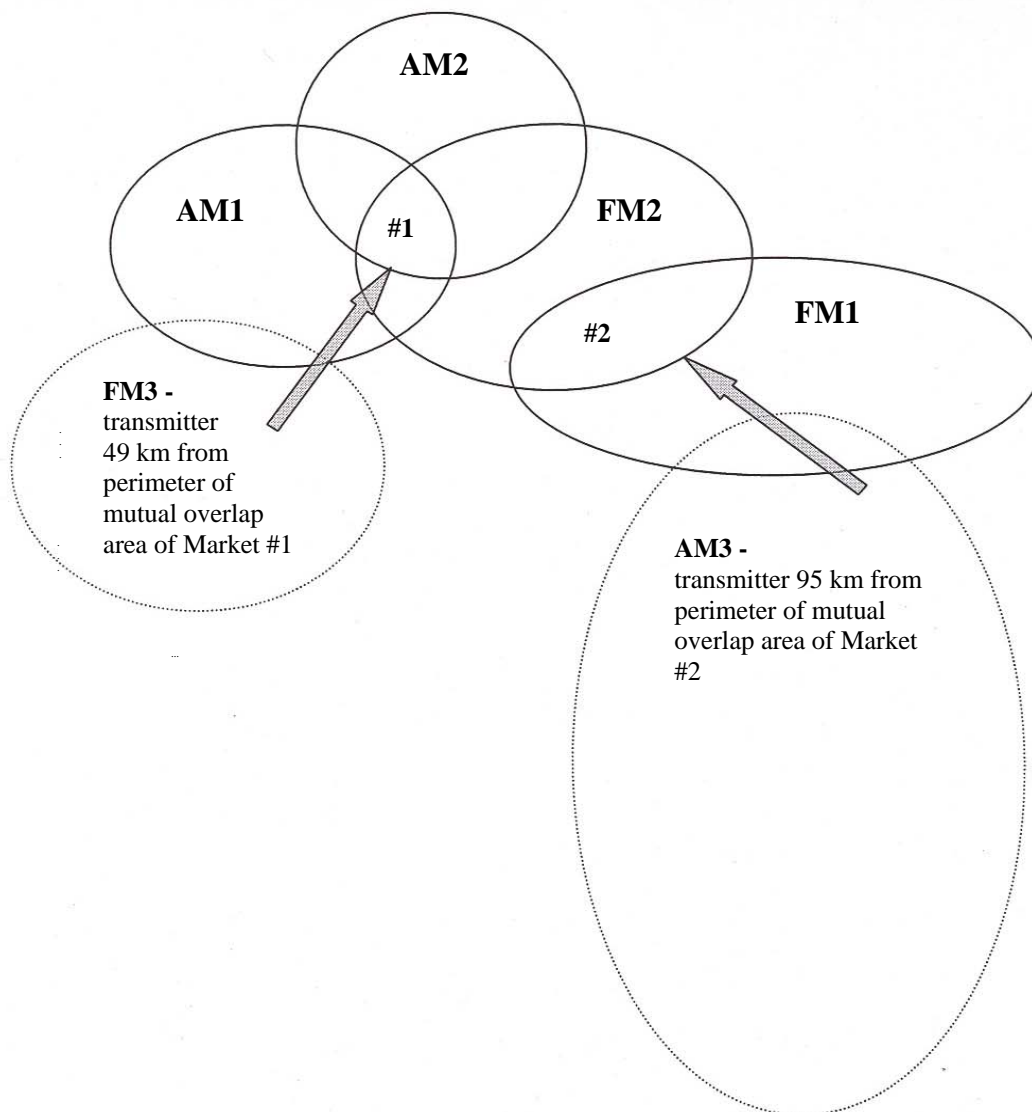 AM2
AM1
#1
FM2
#2
FM1
FM3 -
transmitter
49 km from
perimeter of
mutual overlap
area of Market #1
AM3 -
transmitter 95 km from
perimeter of mutual
overlap area of Market
#2